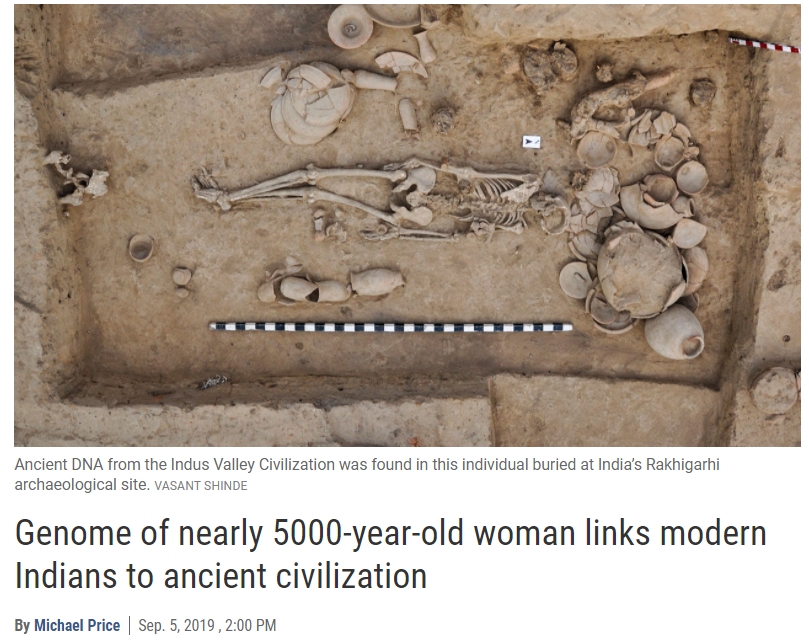 Ancient DNA from the Indus Valley Civilization was found in this individual buried at India’s Rakhigarhi
archaeological site. VASANT SHINDE
Genome of nearly 5000-year-old woman links modern
Indians to ancient civilization
By Michael Price | Sep. 5, 2019 , 2:00 PM